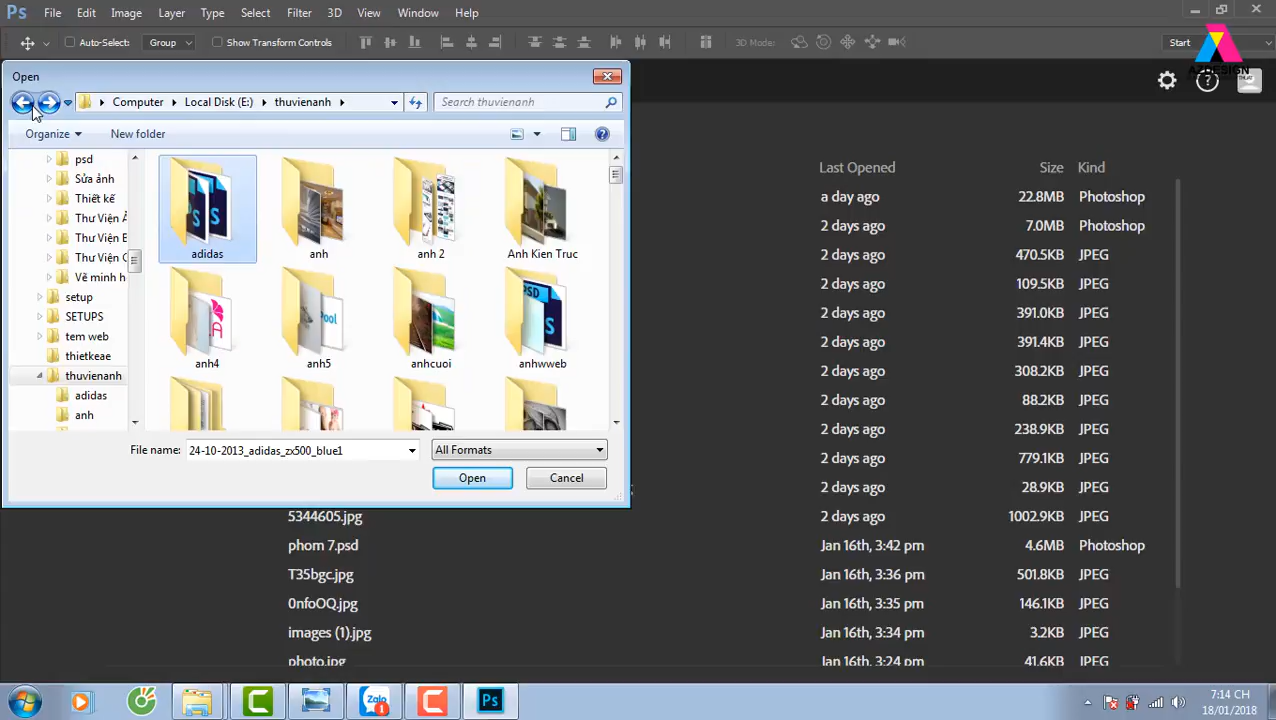 Ps File Edit Image Layer Type Select Filter 3D View Window Help
Auto-Select: Group Show Transform Controls 3D Mode: Start
AZDESIGN
Open
Computer Local Disk (E:) thuvienanh Search thuvienanh
Organize New folder
psd
Sửa ảnh
Thiết kế
Thư Viện
Thư Viện
Thư Viện
Vẽ minh h
setup
SETUPS
tem web
thietkeae
thuvienanh
adidas
anh
adidas anh anh 2 Anh Kien Truc
anh4 anh5 anhcuoi anhwweb
File name: 24-10-2013_adidas_zx500_blue1 All Formats
Open Cancel
Last Opened Size Kind
a day ago 22.8MB Photoshop
2 days ago 7.0MB Photoshop
2 days ago 470.5KB JPEG
2 days ago 109.5KB JPEG
2 days ago 391.0KB JPEG
2 days ago 391.4KB JPEG
2 days ago 308.2KB JPEG
2 days ago 88.2KB JPEG
2 days ago 238.9KB JPEG
2 days ago 779.1KB JPEG
2 days ago 28.9KB JPEG
5344605.jpg 2 days ago 1002.9KB JPEG
phom 7.psd Jan 16th, 3:42 pm 4.6MB Photoshop
T35bgc.jpg Jan 16th, 3:36 pm 501.8KB JPEG
0nfoOQ.jpg Jan 16th, 3:35 pm 146.1KB JPEG
images (1).jpg Jan 16th, 3:34 pm 3.2KB JPEG
photo.jpg Jan 16th, 3:24 pm 41.6KB JPEG
Zalo 1 Ps 7:14 CH
18/01/2018